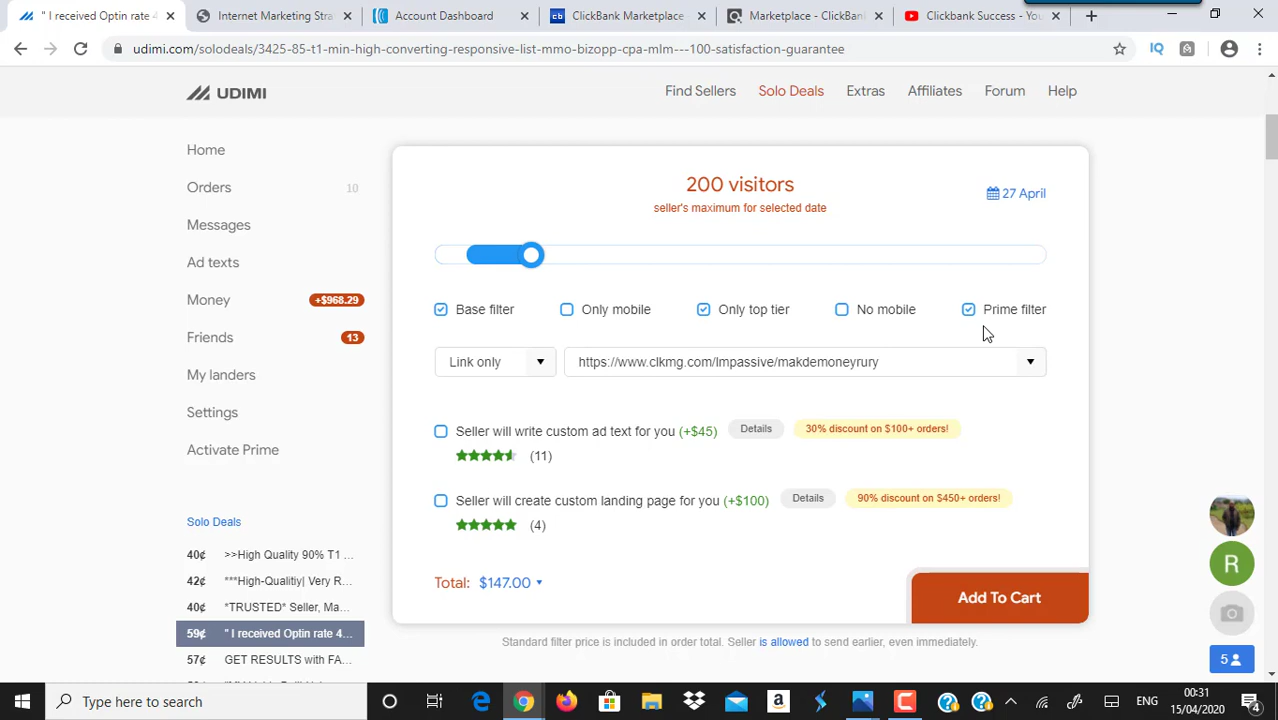 " I received Optin rate 4
Internet Marketing Stra
Account Dashboard
ClickBank Marketplace
Marketplace - ClickBan
Clickbank Success - You
udimi.com/solodeals/3425-85-t1-min-high-converting-responsive-list-mmo-bizopp-cpa-mlm---100-satisfaction-guarantee
UDIMI
Find Sellers Solo Deals Extras Affiliates Forum Help
Home
Orders 10
Messages
Ad texts
Money +$968.29
Friends 13
My landers
Settings
Activate Prime
Solo Deals
40¢ >>High Quality 90% T1 ...
42¢ ***High-Qualitiy| Very R...
40¢ *TRUSTED* Seller, Ma...
59¢ " I received Optin rate 4...
57¢ GET RESULTS with FA...
200 visitors
seller's maximum for selected date
27 April
Base filter Only mobile Only top tier No mobile Prime filter
Link only https://www.clkmg.com/Impassive/makdemoneyrury
Seller will write custom ad text for you (+$45) Details 30% discount on $100+ orders!
(11)
Seller will create custom landing page for you (+$100) Details 90% discount on $450+ orders!
(4)
Total: $147.00
Add To Cart
Standard filter price is included in order total. Seller is allowed to send earlier, even immediately.
R
5
Type here to search
ENG
00:31
15/04/2020
4